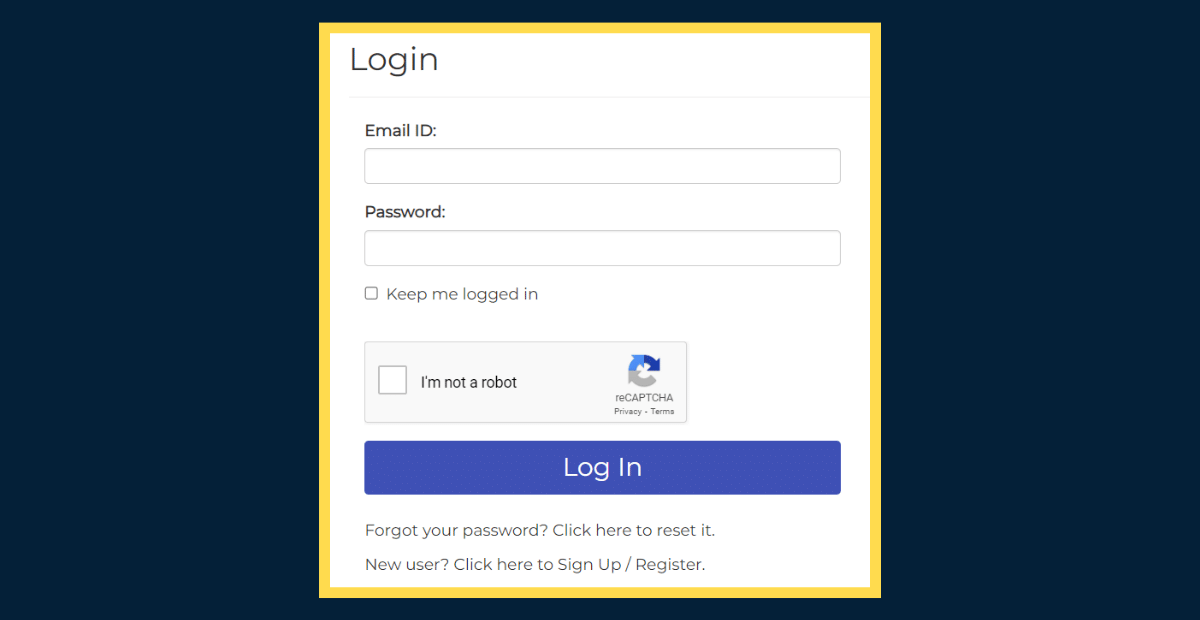 Login
Email ID:
Password:
Keep me logged in
I'm not a robot
reCAPTCHA
Privacy - Terms
Log In
Forgot your password? Click here to reset it.
New user? Click here to Sign Up / Register.